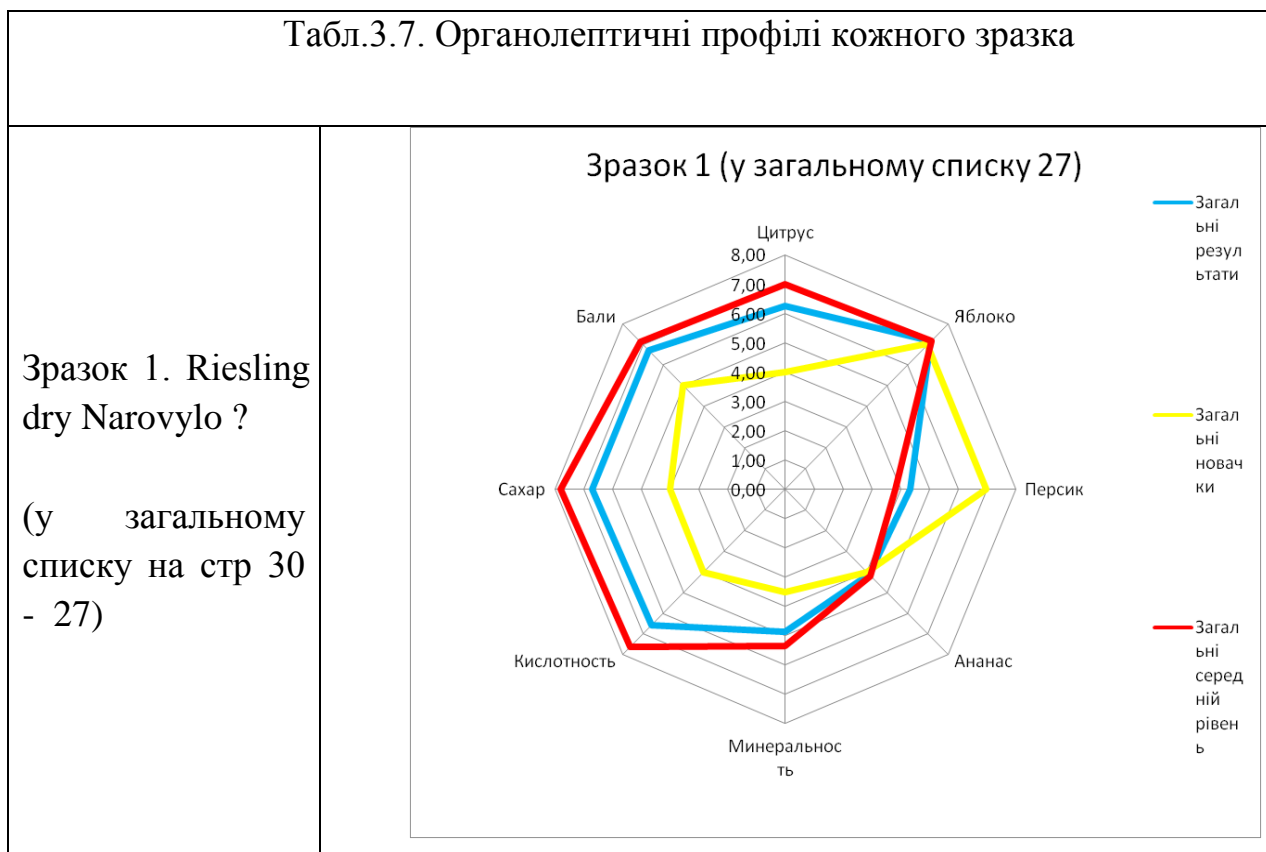 Табл.3.7. Органолептичні профілі кожного зразка
Зразок 1. Riesling
dry Narovylo ?
(у загальному
списку на стр 30
- 27)
Зразок 1 (у загальному списку 27)
Цитрус
Яблоко
Персик
Ананас
Минеральнос
ть
Кислотность
Сахар
Бали
8,00
7,00
6,00
5,00
4,00
3,00
2,00
1,00
0,00
Загал
ьні
резул
ьтати
Загал
ьні
новач
ки
Загал
ьні
серед
ній
рівен
ь